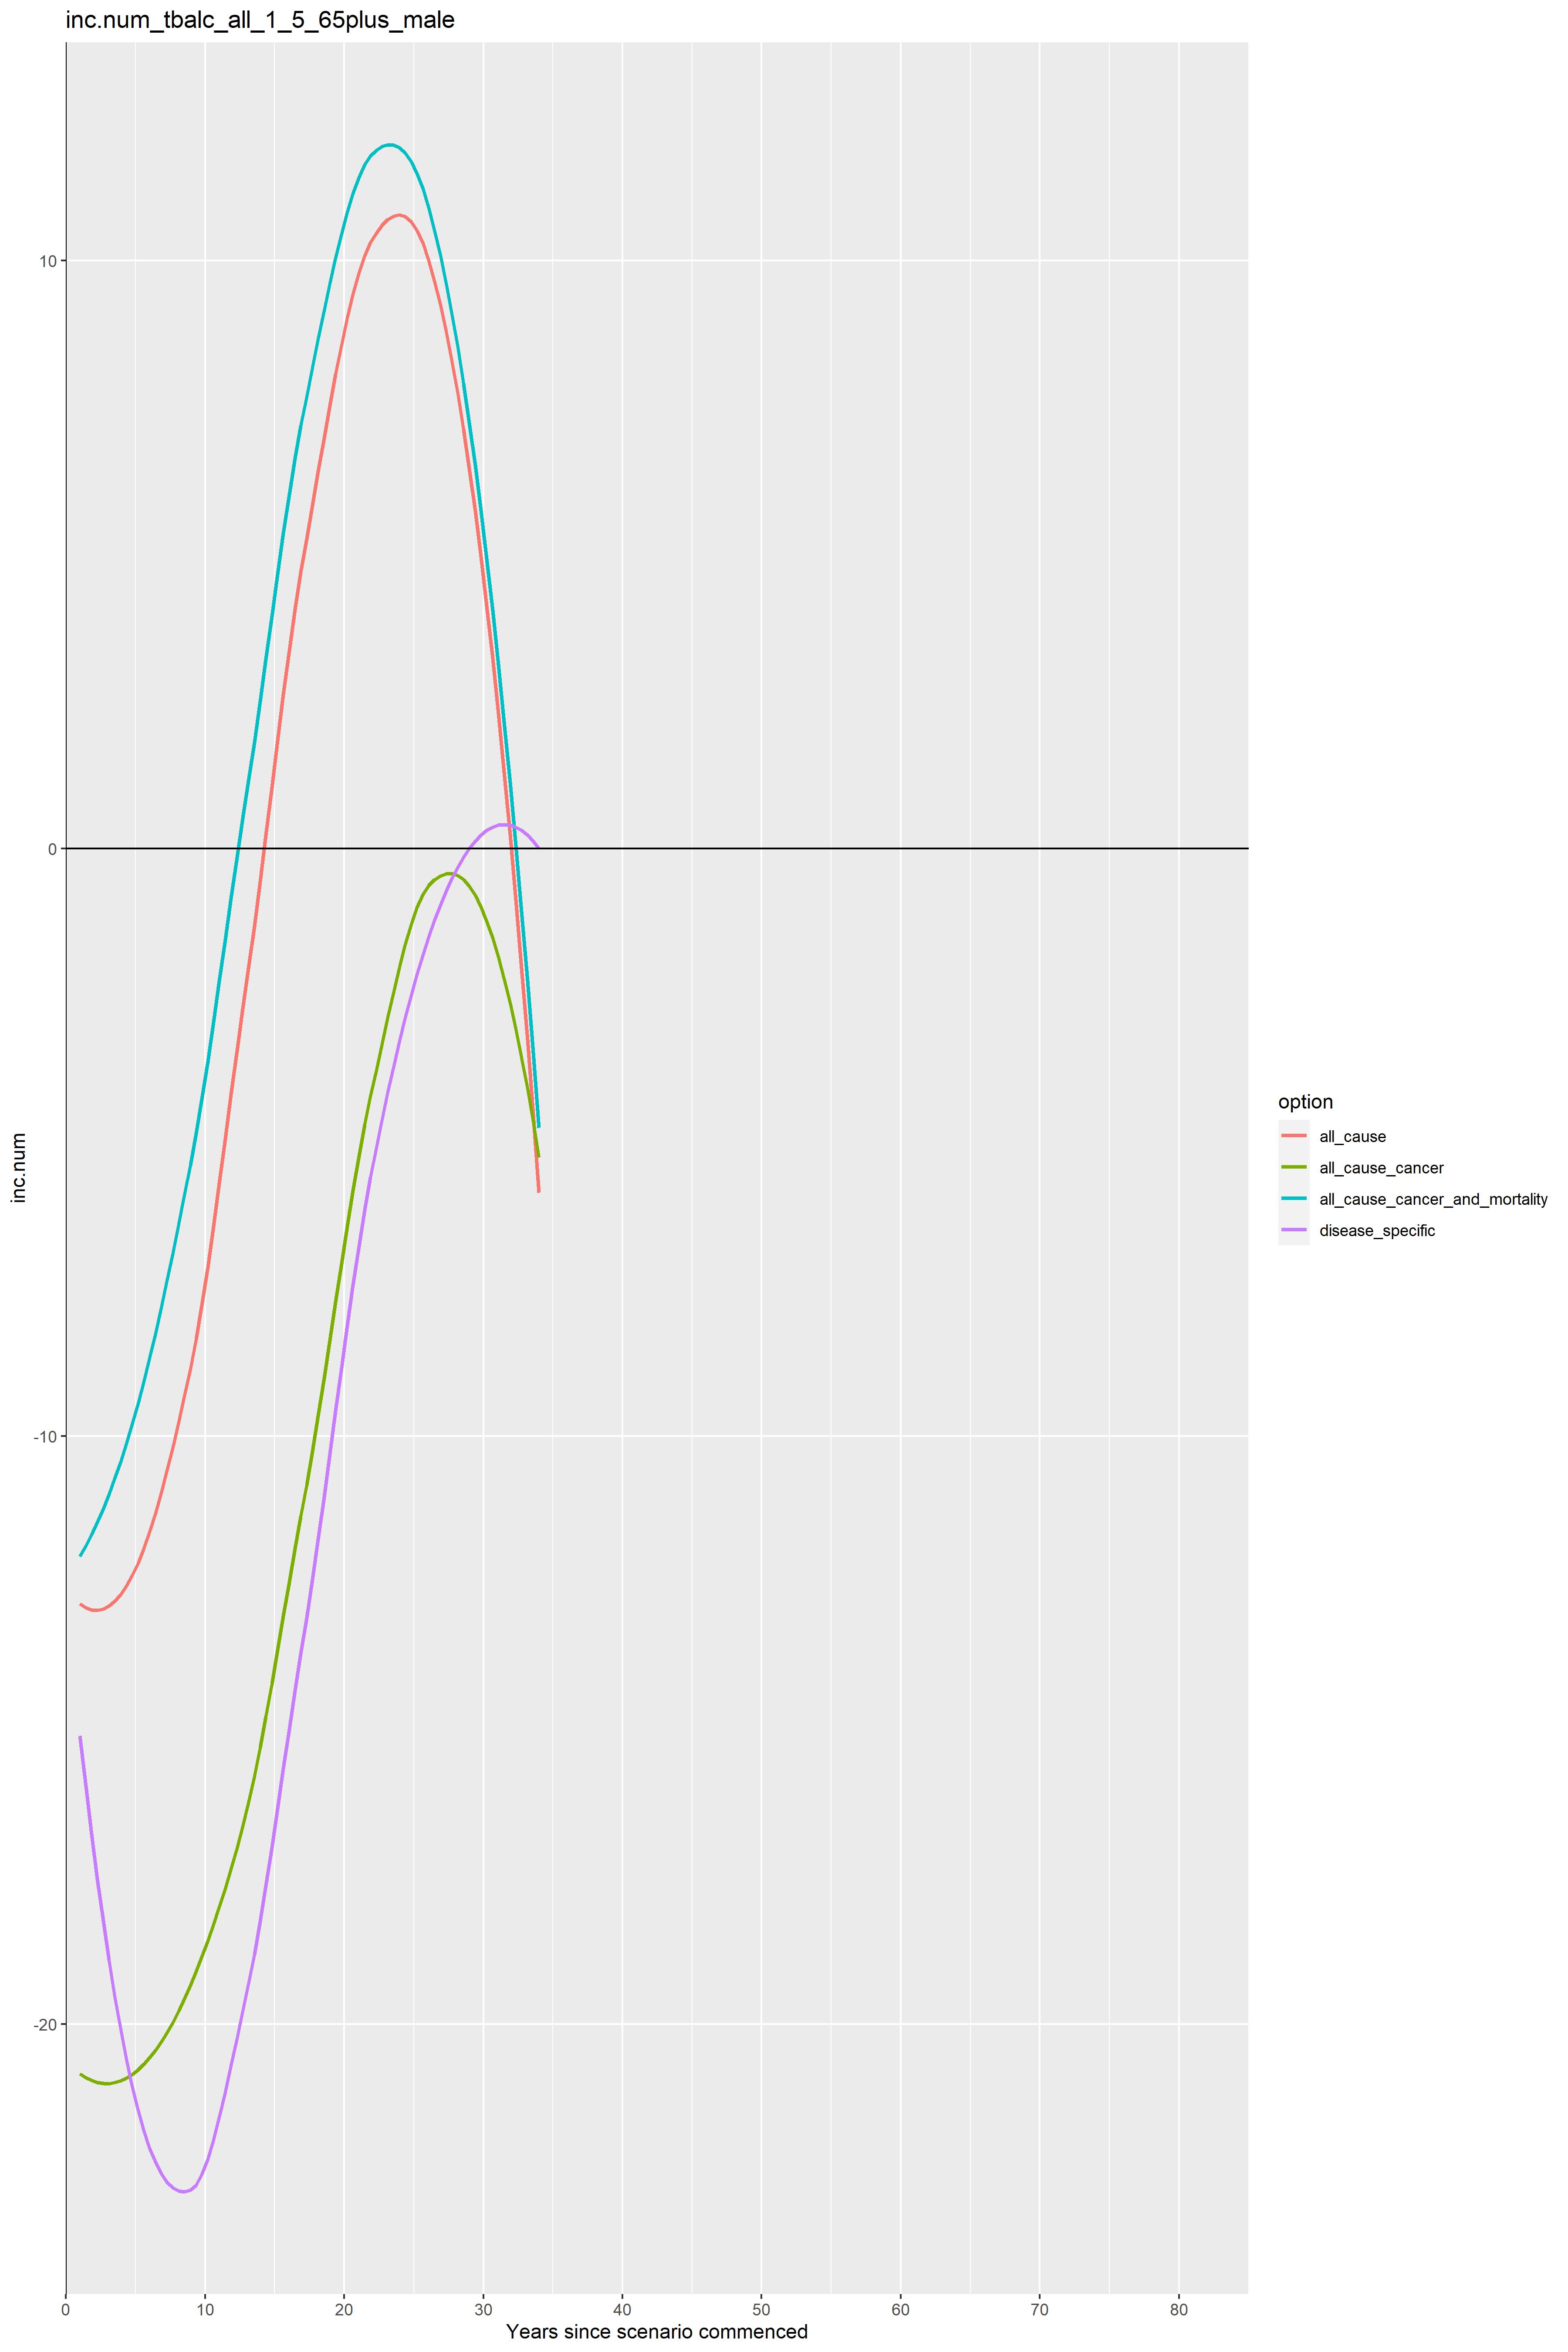 inc.num_tbalc_all_1_5_65plus_male
10
0
-10
-20
inc.num
0 10 20 30 40 50 60 70 80
Years since scenario commenced
option
all_cause
all_cause_cancer
all_cause_cancer_and_mortality
disease_specific